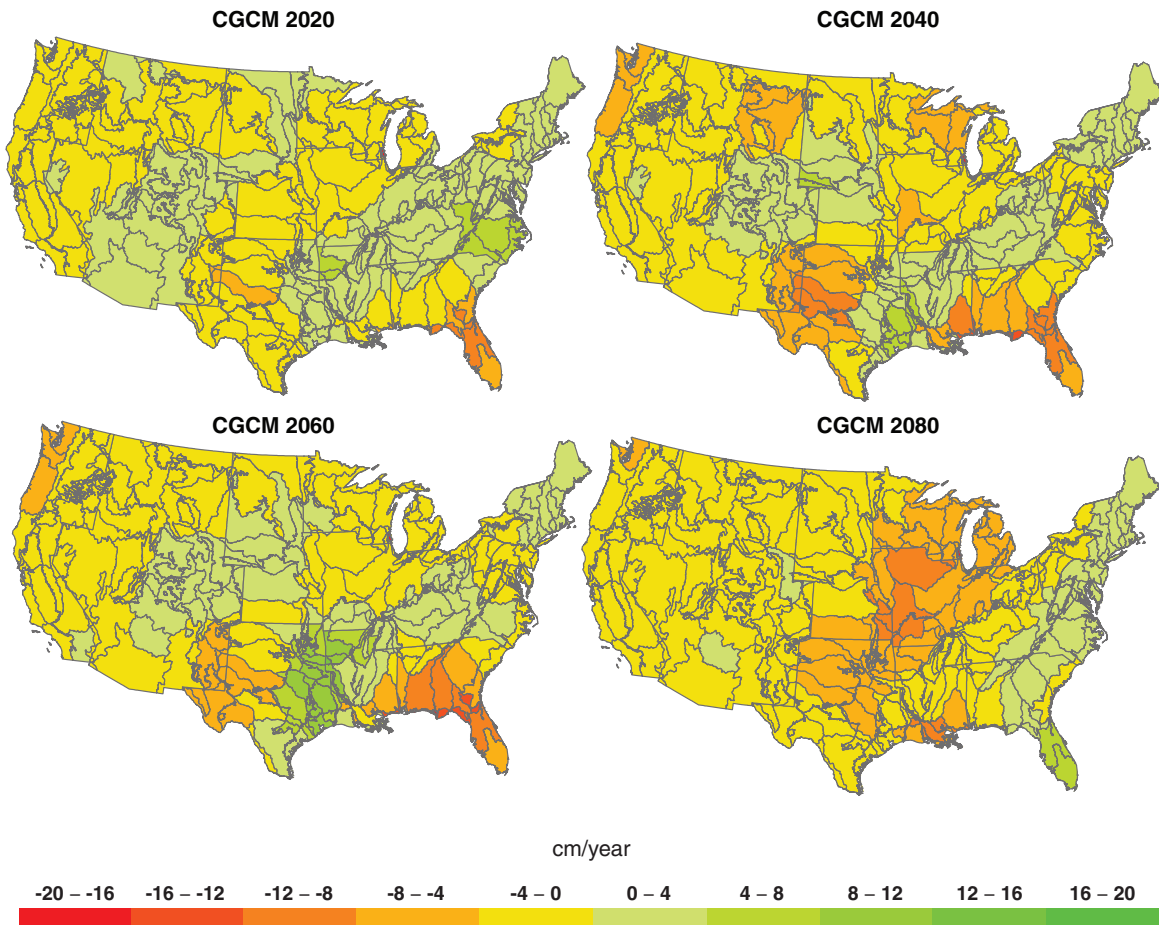 CGCM 2020
CGCM 2040
CGCM 2060
CGCM 2080
cm/year
-20 – -16
-16 – -12
-12 – -8
-8 – -4
-4 – 0
0 – 4
4 – 8
8 – 12
12 – 16
16 – 20